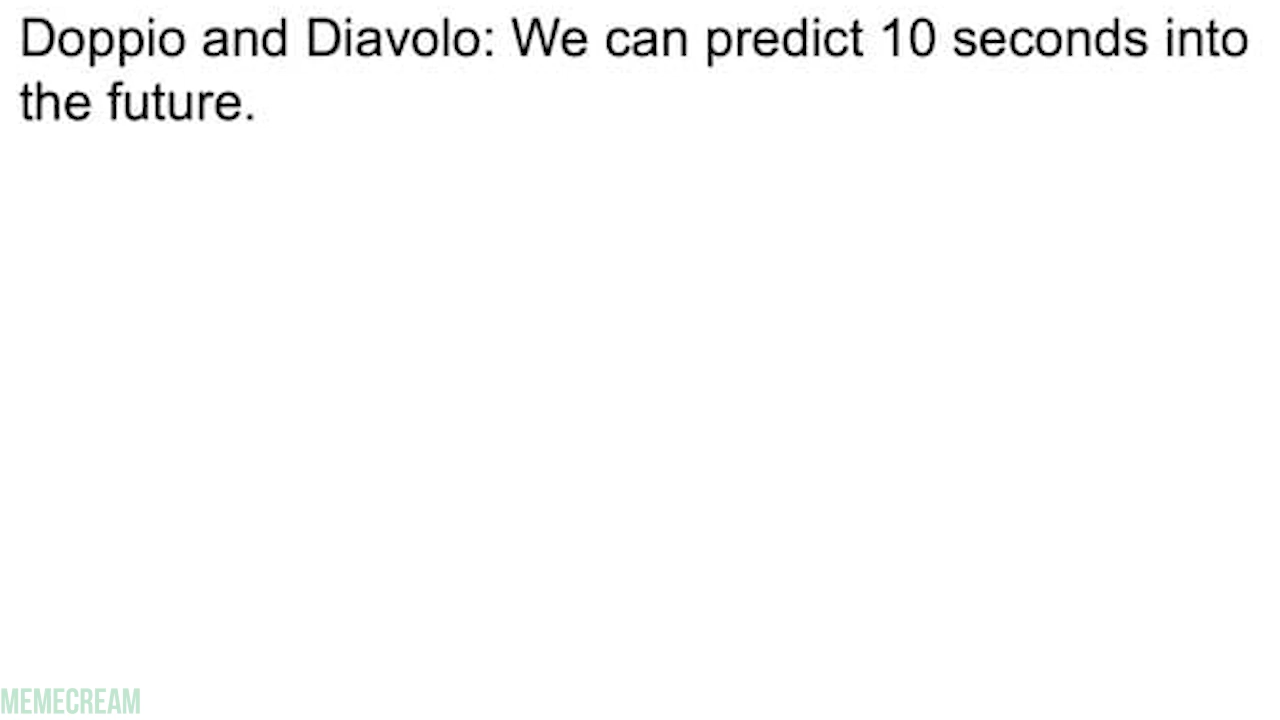 Doppio and Diavolo: We can predict 10 seconds into
the future.
MEMECREAM